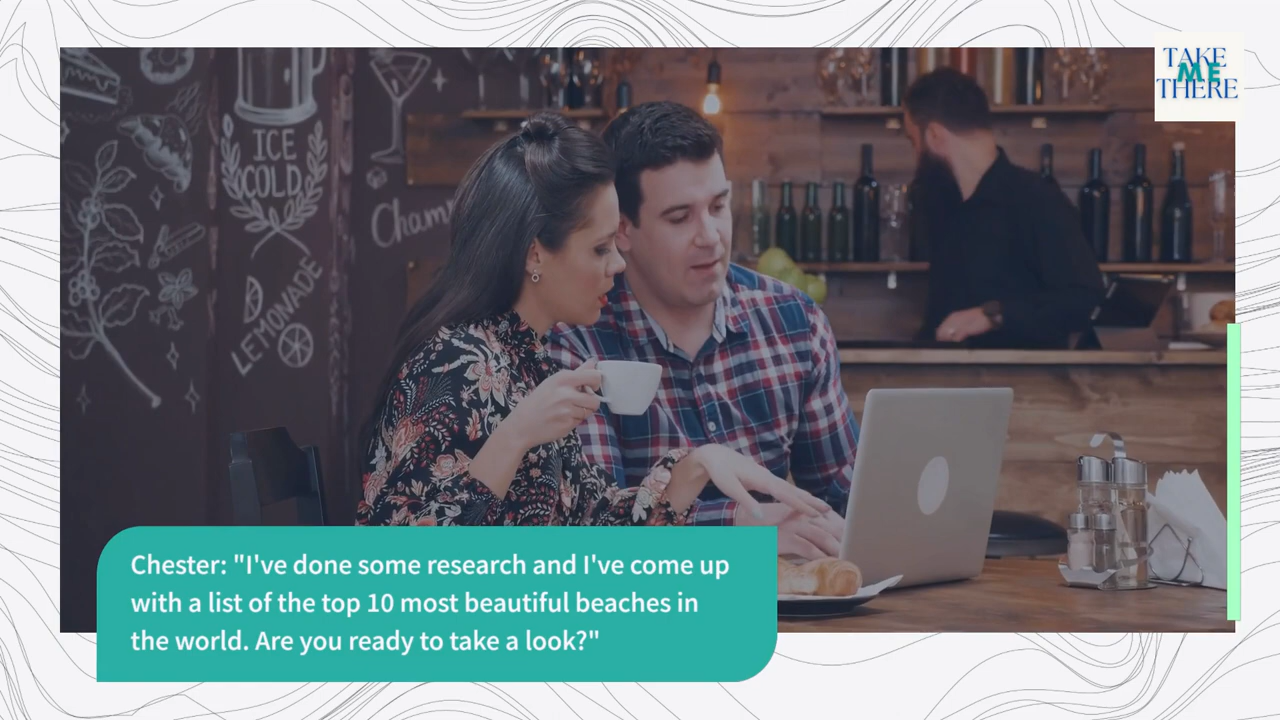 TAKE
ME
THERE
ICE
COLD
Cham
LEMONADE
Chester: "I've done some research and I've come up
with a list of the top 10 most beautiful beaches in
the world. Are you ready to take a look?"